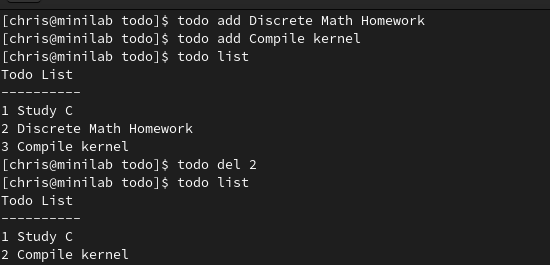 [chris@minilab todo]$ todo add Discrete Math Homework
[chris@minilab todo]$ todo add Compile kernel
[chris@minilab todo]$ todo list
Todo List
----------
1 Study C
2 Discrete Math Homework
3 Compile kernel
[chris@minilab todo]$ todo del 2
[chris@minilab todo]$ todo list
Todo List
----------
1 Study C
2 Compile kernel